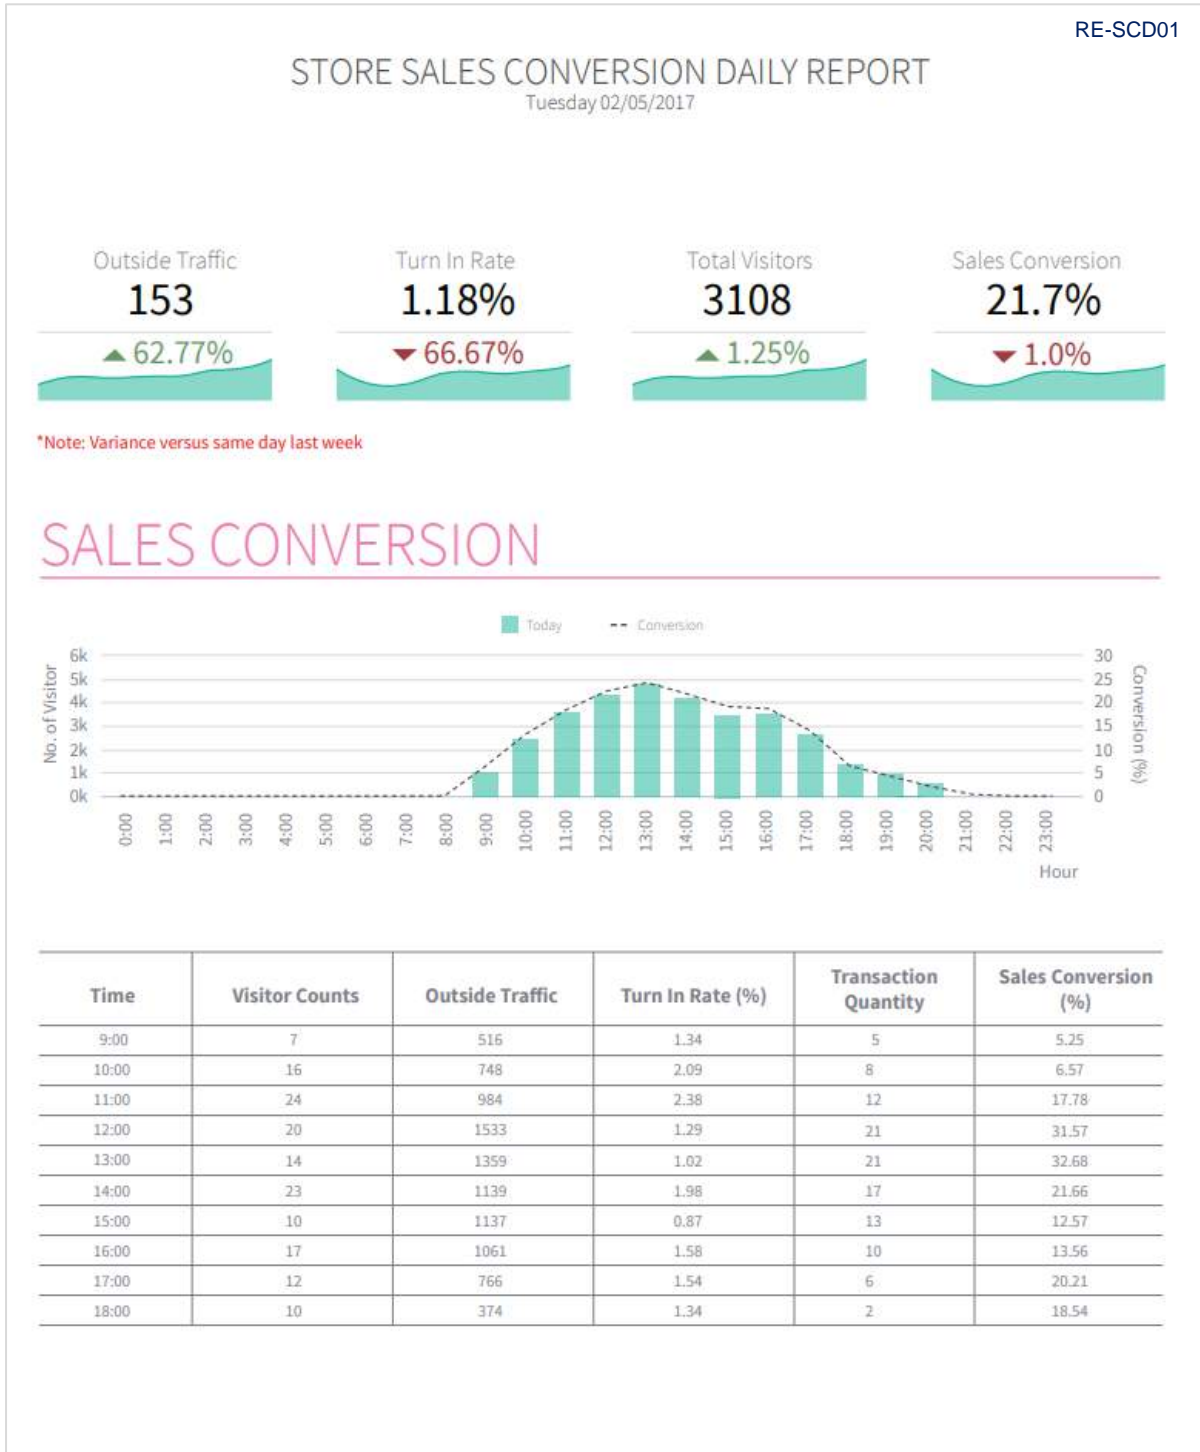 RE-SCD01
STORE SALES CONVERSION DAILY REPORT
Tuesday 02/05/2017
Outside Traffic
153
▲ 62.77%
Turn In Rate
1.18%
▼ 66.67%
Total Visitors
3108
▲ 1.25%
Sales Conversion
21.7%
▼ 1.0%
*Note: Variance versus same day last week
SALES CONVERSION
Today Conversion
No. of Visitor
6k
5k
4k
3k
2k
1k
0k
30
25
20
15
10
5
0
Conversion (%)
0:00 1:00 2:00 3:00 4:00 5:00 6:00 7:00 8:00 9:00 10:00 11:00 12:00 13:00 14:00 15:00 16:00 17:00 18:00 19:00 20:00 21:00 22:00 23:00
Hour
Time Visitor Counts Outside Traffic Turn In Rate (%) Transaction Quantity Sales Conversion (%)
9:00 7 516 1.34 5 5.25
10:00 16 748 2.09 8 6.57
11:00 24 984 2.38 12 17.78
12:00 20 1533 1.29 21 31.57
13:00 14 1359 1.02 21 32.68
14:00 23 1139 1.98 17 21.66
15:00 10 1137 0.87 13 12.57
16:00 17 1061 1.58 10 13.56
17:00 12 766 1.54 6 20.21
18:00 10 374 1.34 2 18.54